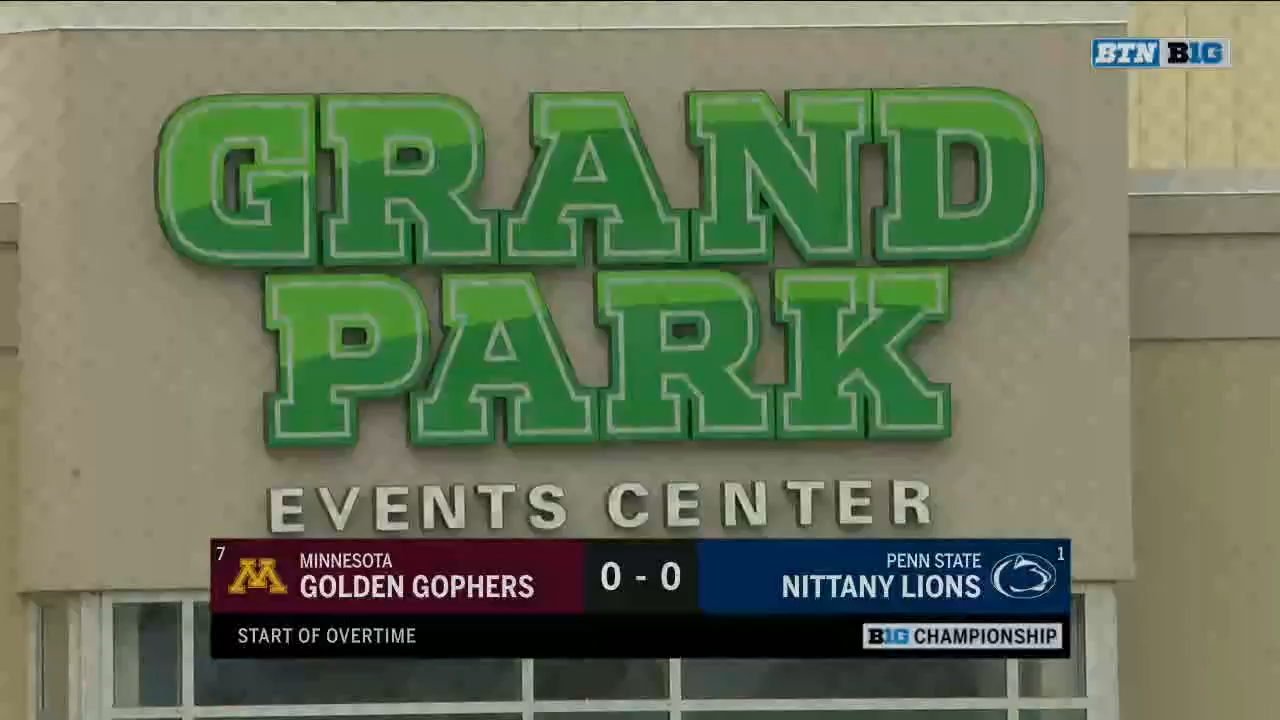 BTN B1G
GRAND
PARK
EVENTS CENTER
7 MINNESOTA
GOLDEN GOPHERS
0 - 0
PENN STATE 1
NITTANY LIONS
START OF OVERTIME
B1G CHAMPIONSHIP